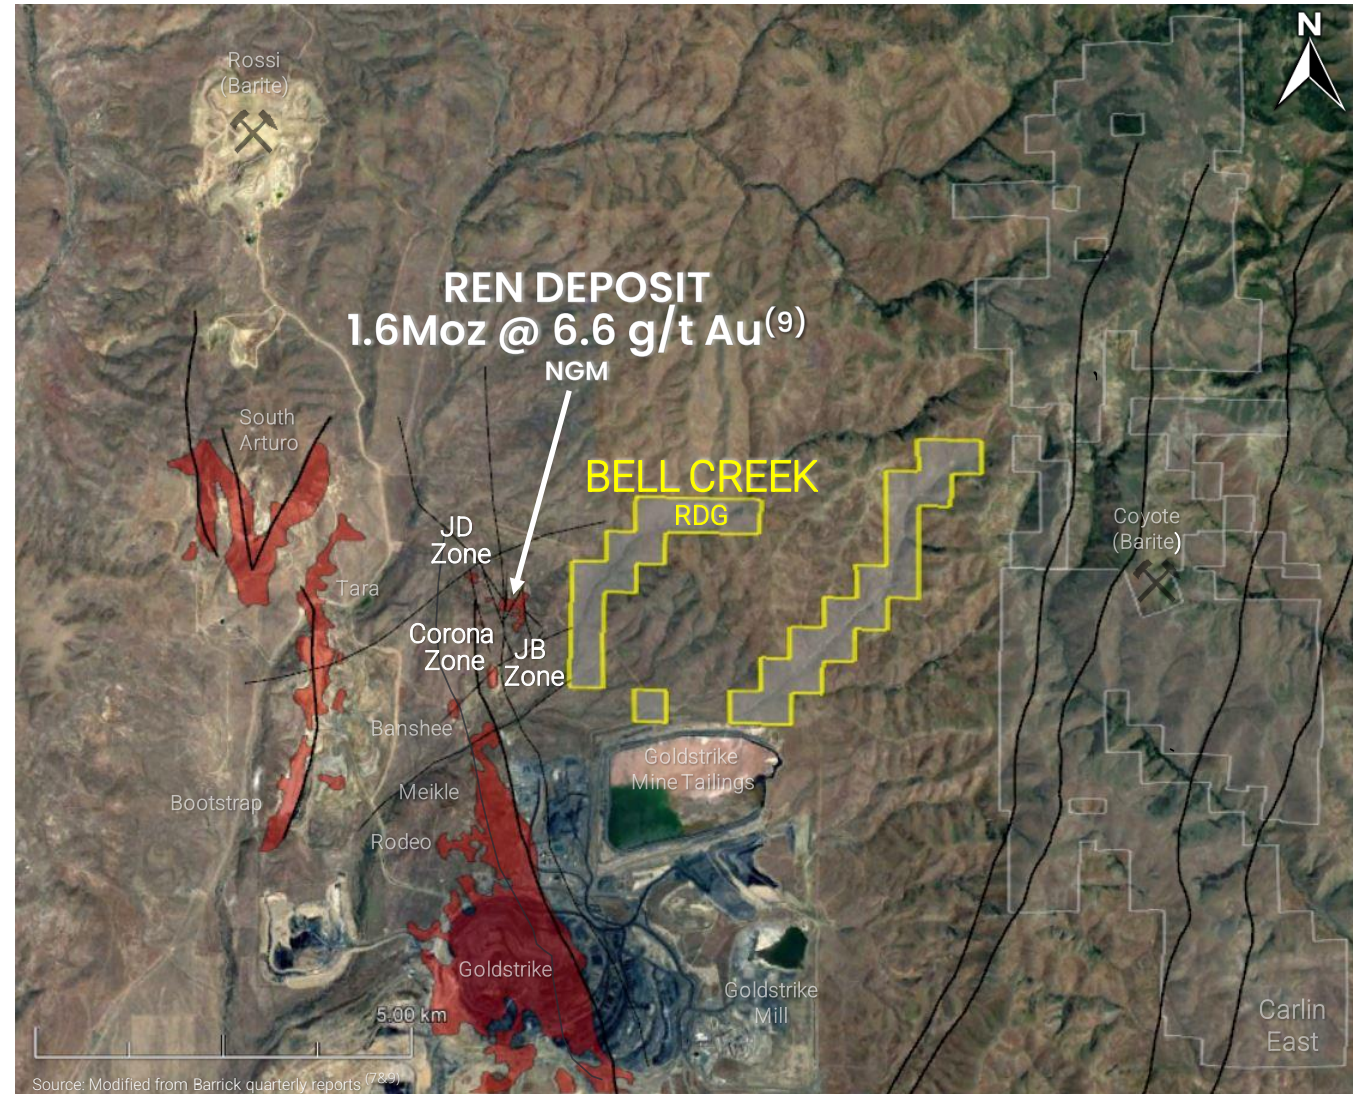 N
Rossi
(Barite)
REN DEPOSIT
1.6Moz @ 6.6 g/t Au(9)
NGM
South
Arturo
BELL CREEK
RDG
JD
Zone
Coyote
(Barite)
Tara
Corona
Zone
JB
Zone
Banshee
Goldstrike
Mine Tailings
Meikle
Bootstrap
Rodeo
Goldstrike
Goldstrike
Mill
5.00 km
Carlin
East
Source: Modified from Barrick quarterly reports (7&9)